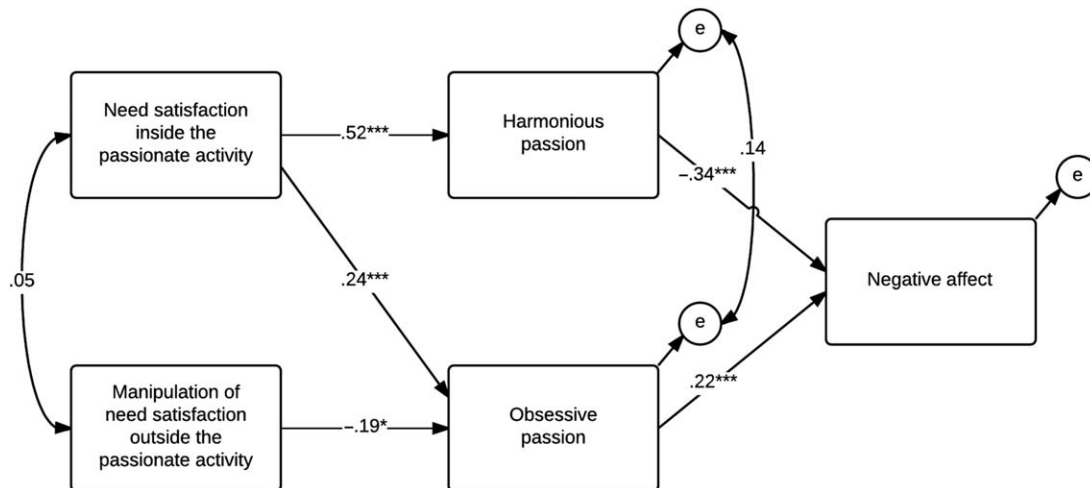 e
Need satisfaction
inside the
passionate activity
.52***
Harmonious
passion
.14
–.34***
e
.05
.24***
Negative affect
e
Manipulation of
need satisfaction
outside the
passionate activity
–.19*
Obsessive
passion
.22***